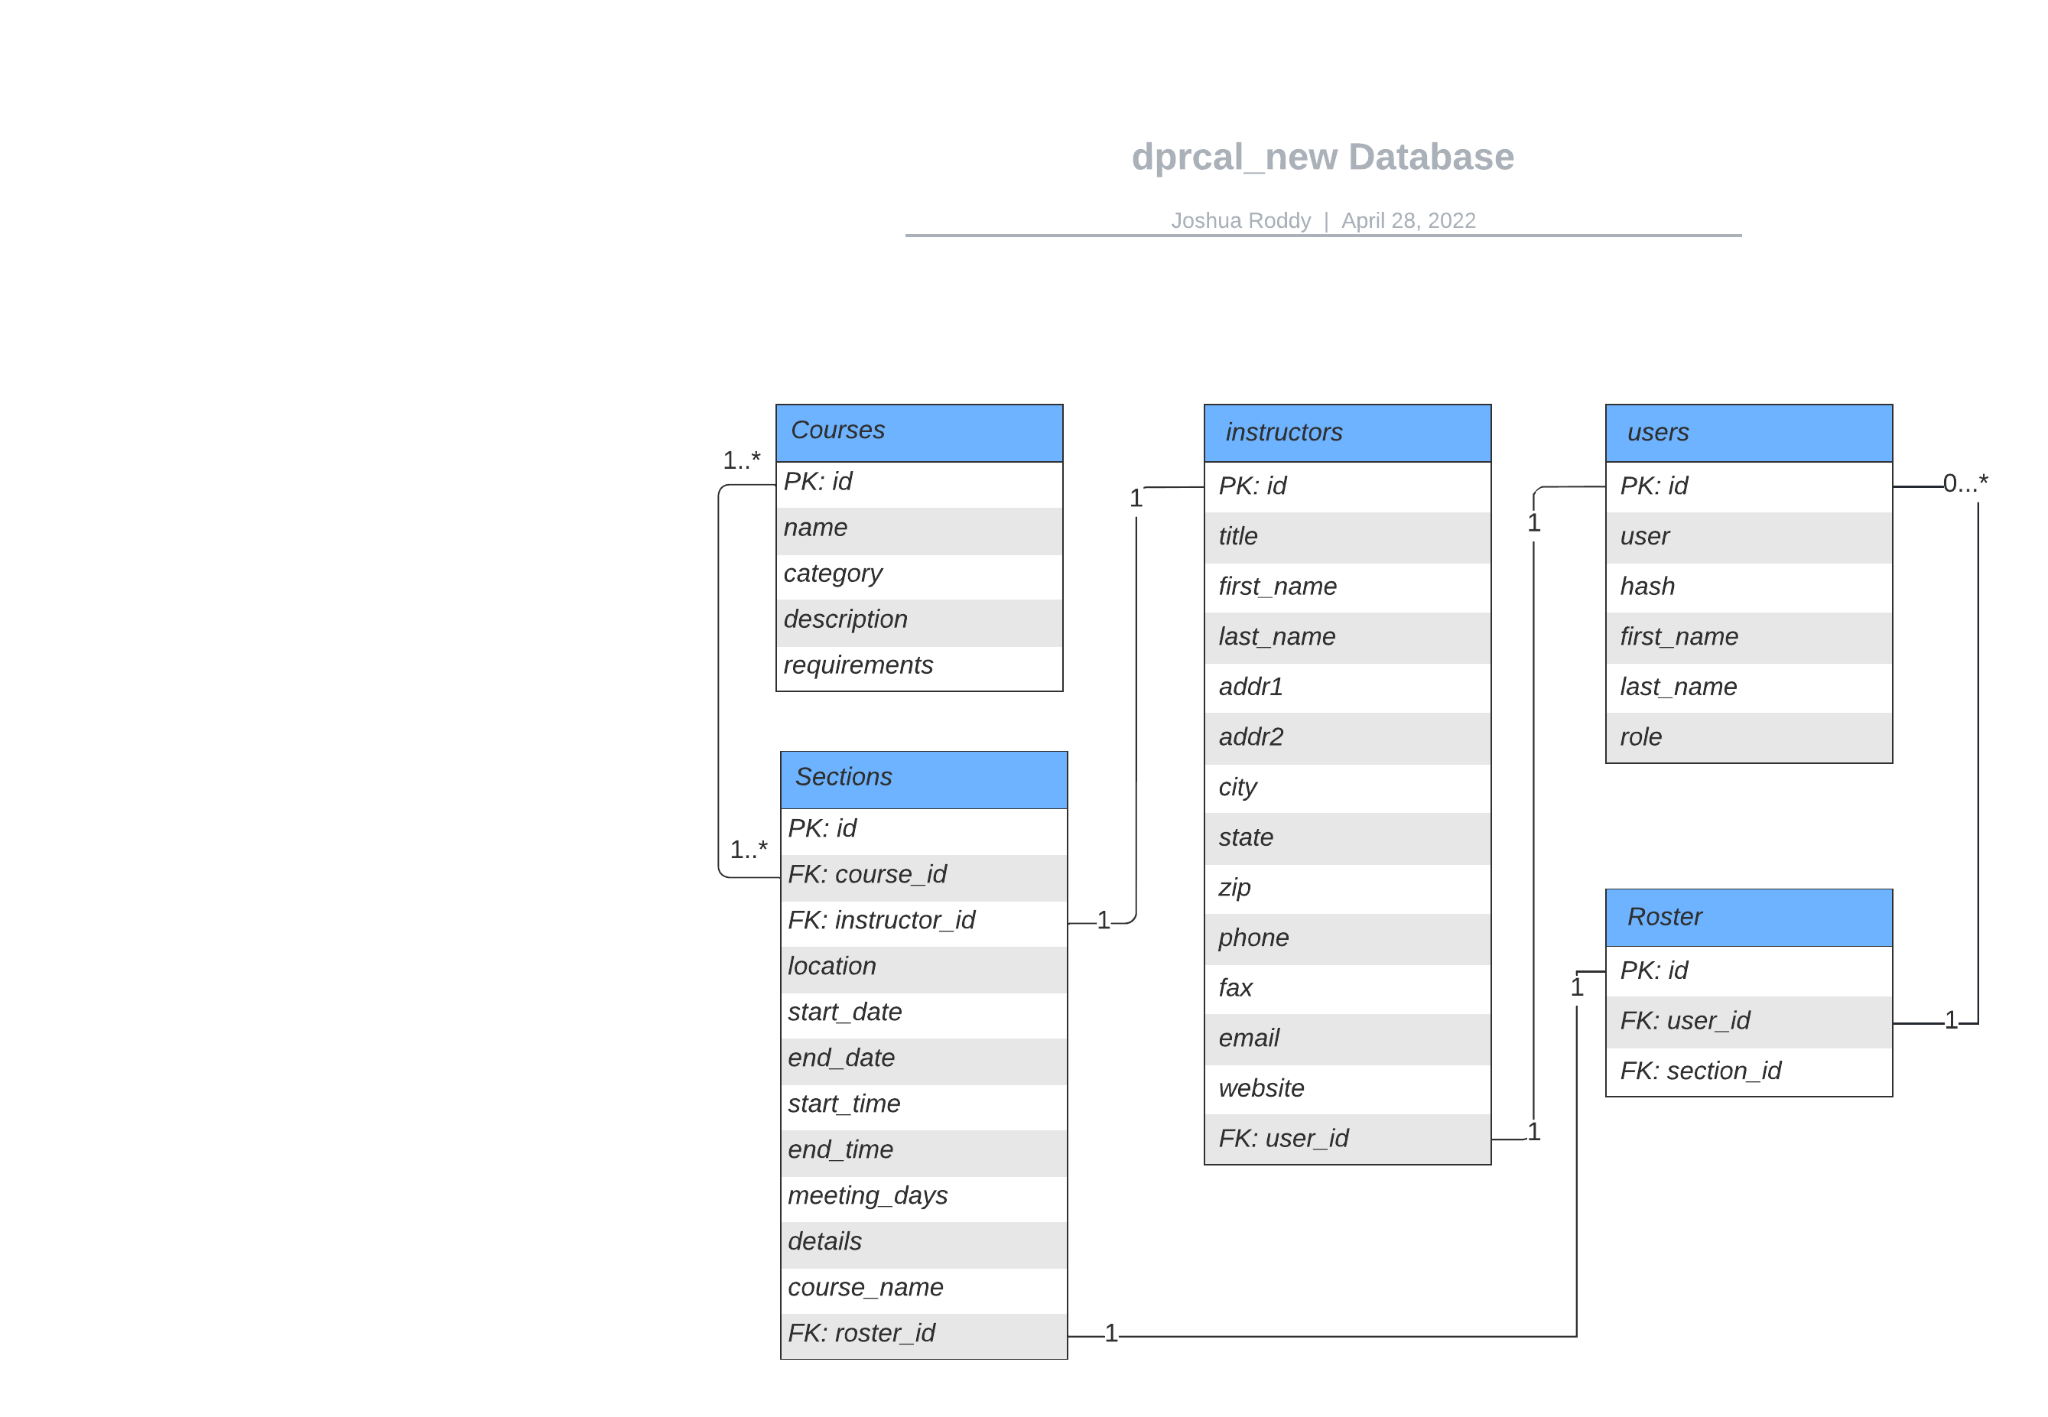 dprcal_new Database
Joshua Roddy | April 28, 2022
Courses
1..*
PK: id
name
category
description
requirements
Sections
PK: id
1..*
FK: course_id
FK: instructor_id
1
location
start_date
end_date
start_time
end_time
meeting_days
details
course_name
FK: roster_id
1
instructors
1
PK: id
title
first_name
last_name
addr1
addr2
city
state
zip
phone
fax
email
website
FK: user_id
1
users
PK: id
0...*
1
user
hash
first_name
last_name
role
Roster
PK: id
1
FK: user_id
1
FK: section_id